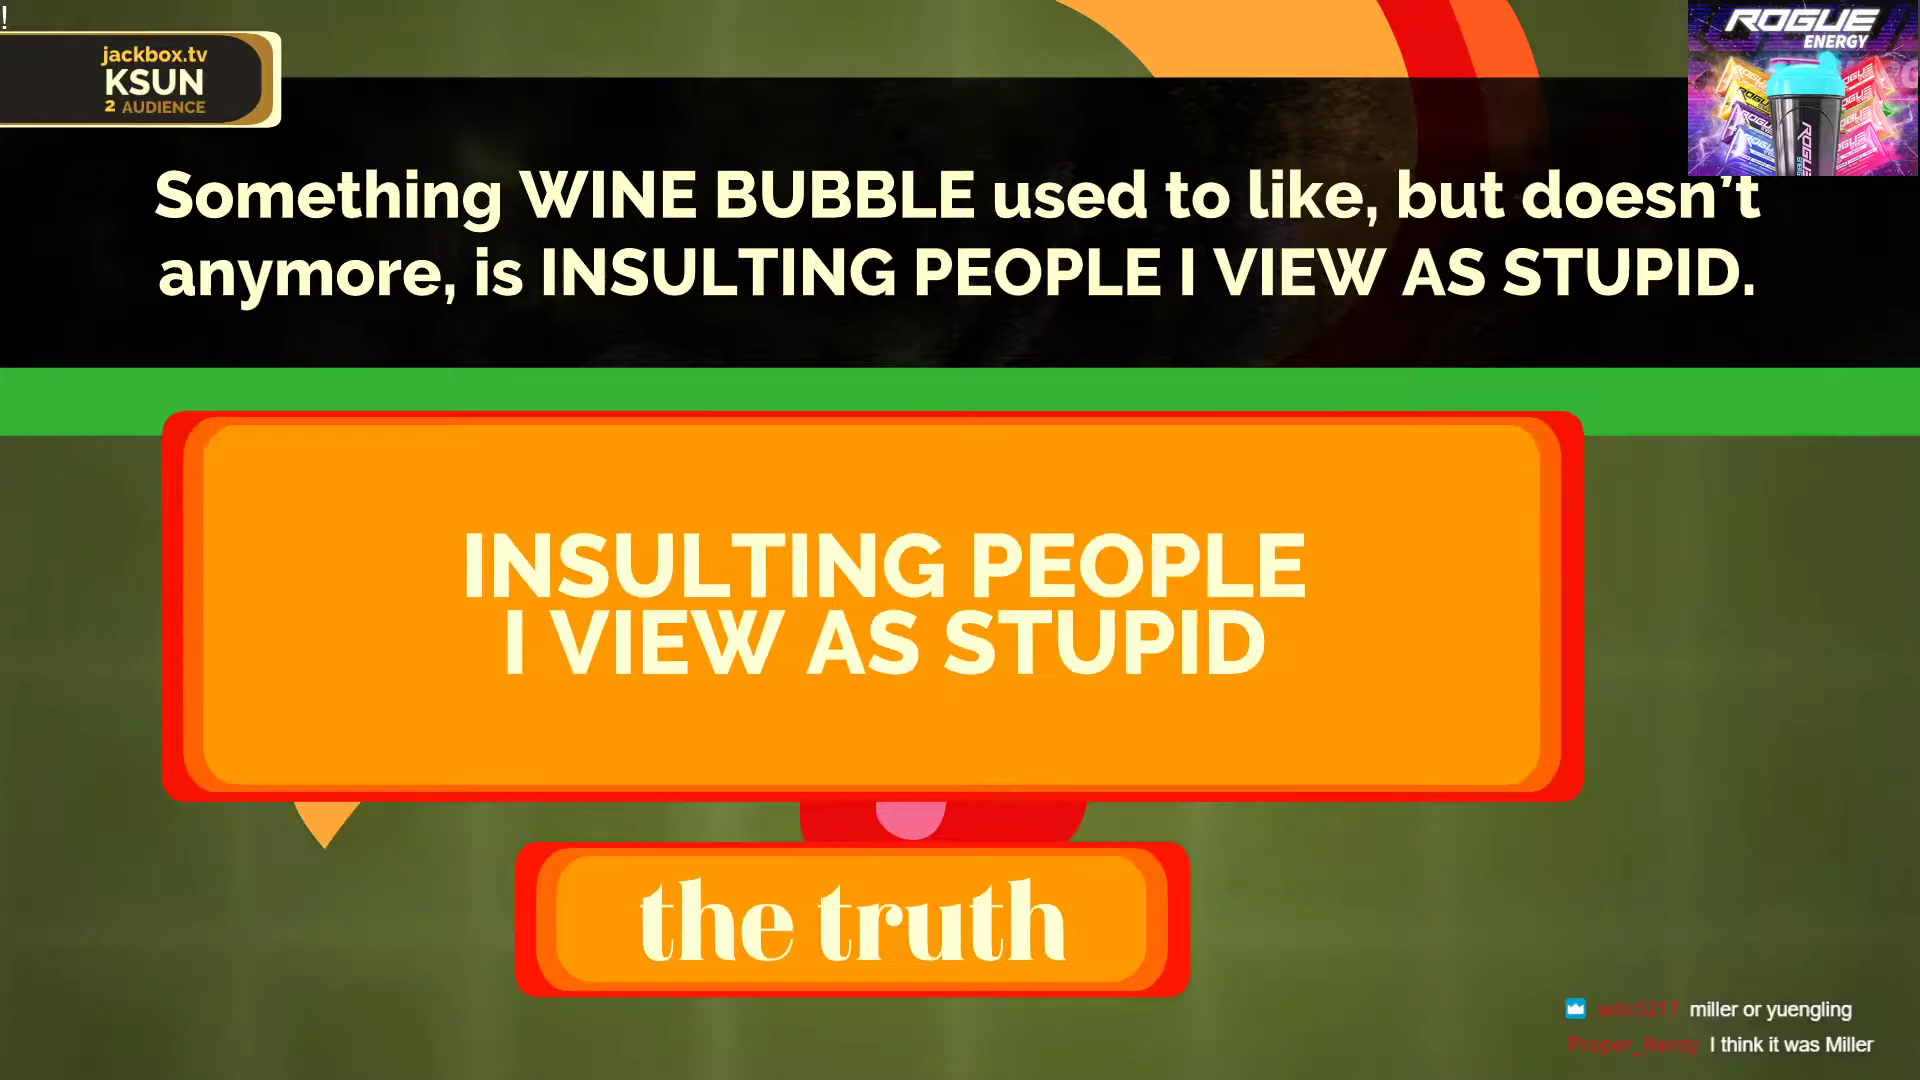 !
jackbox.tv
KSUN
2 AUDIENCE
ROGUE
ENERGY
Something WINE BUBBLE used to like, but doesn't
anymore, is INSULTING PEOPLE I VIEW AS STUPID.
INSULTING PEOPLE
I VIEW AS STUPID
the truth
miller or yuengling
Proper_Nerdy I think it was Miller